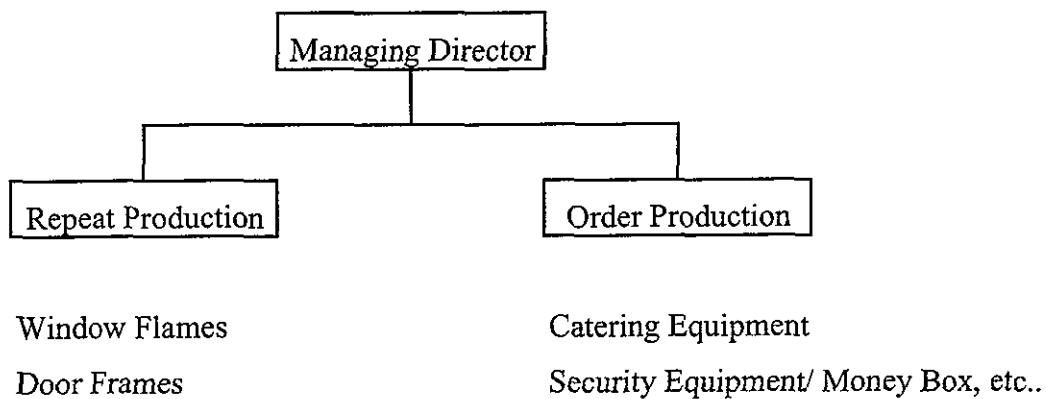 Managing Director
Repeat Production
Order Production
Window Flames
Catering Equipment
Door Frames
Security Equipment/ Money Box, etc..